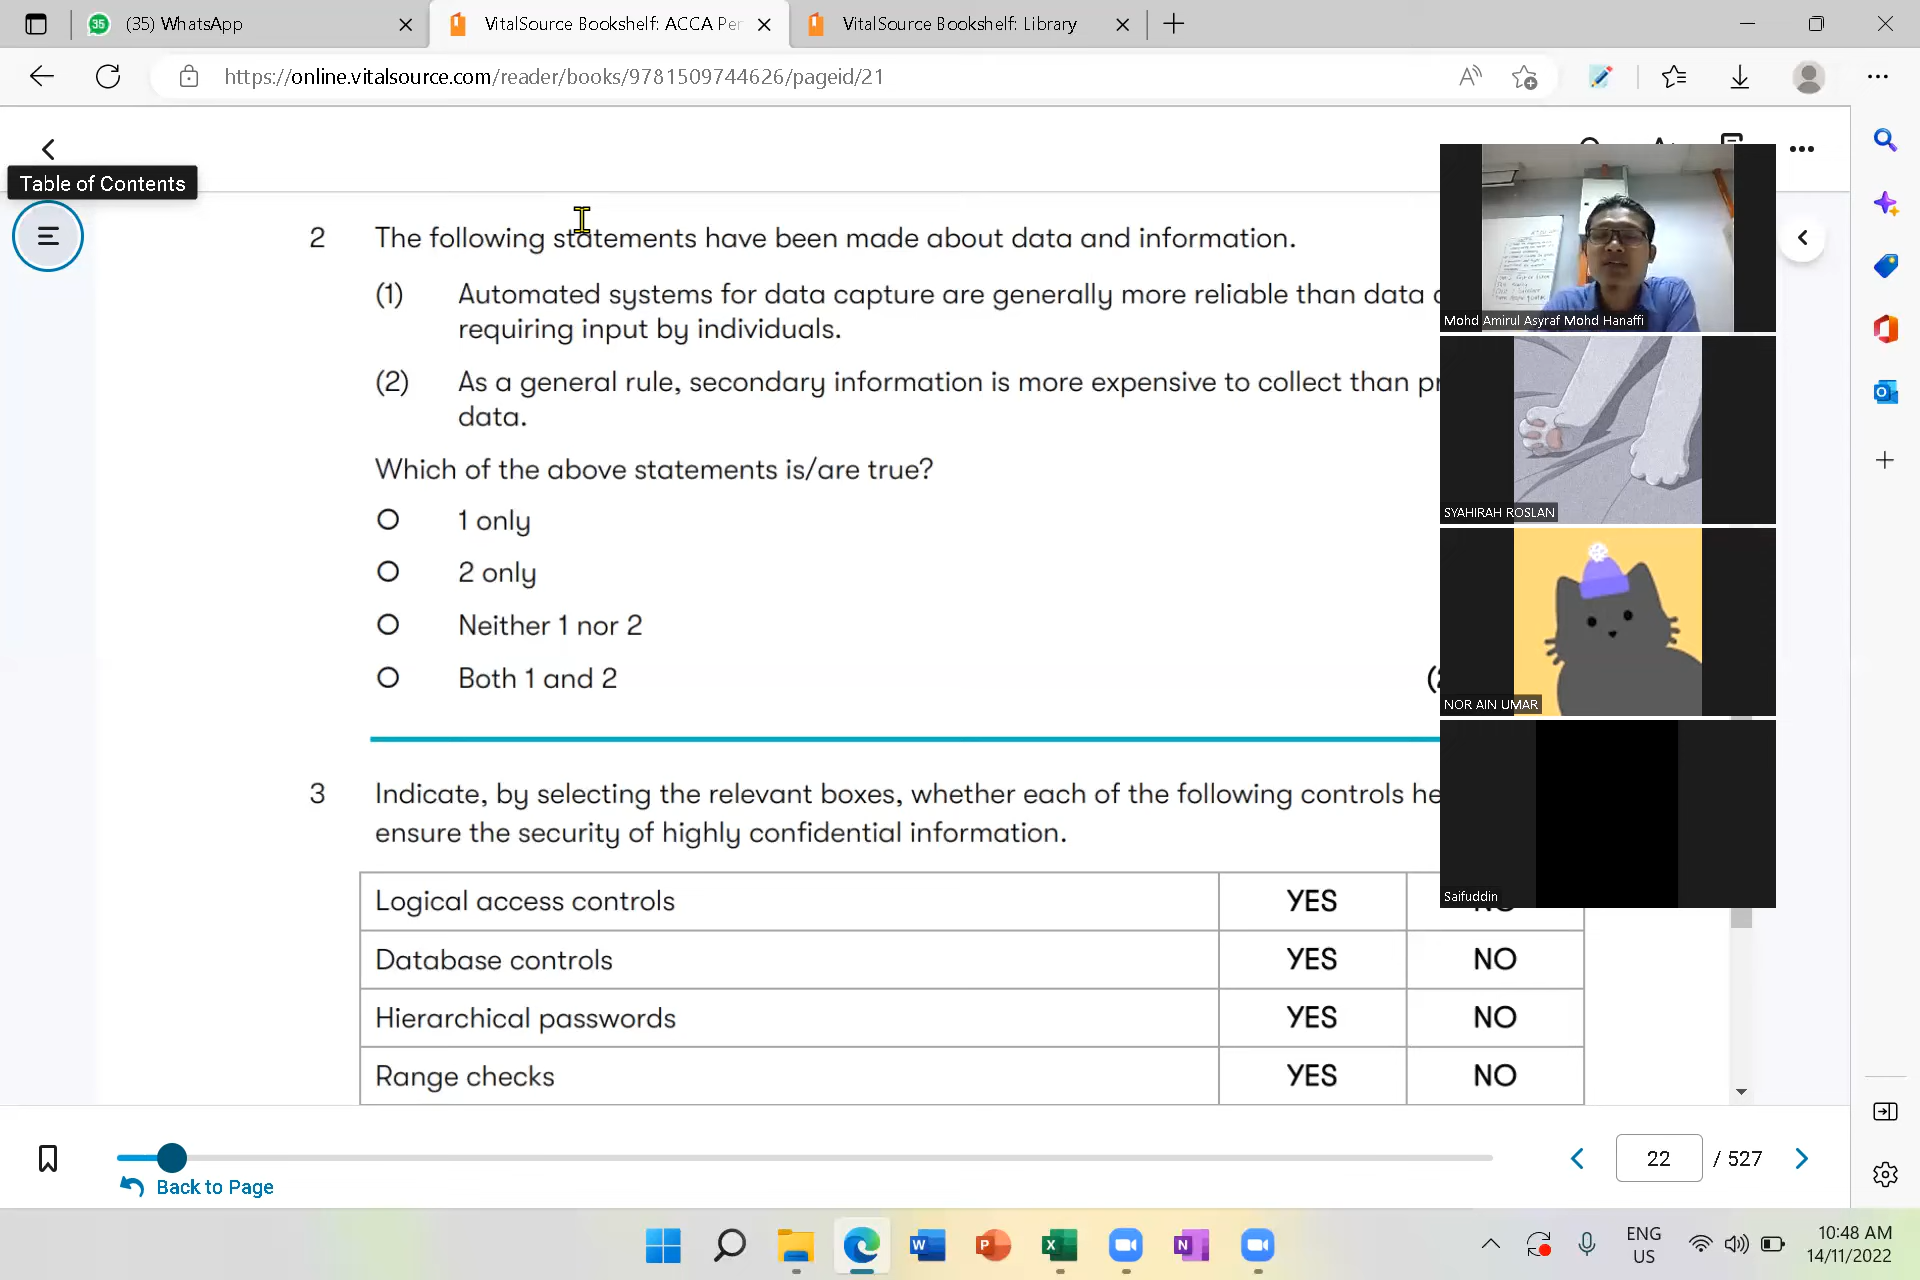 35
(35) WhatsApp
VitalSource Bookshelf: ACCA Per
VitalSource Bookshelf: Library
https://online.vitalsource.com/reader/books/9781509744626/pageid/21
Table of Contents
2 The following statements have been made about data and information.
(1) Automated systems for data capture are generally more reliable than data
requiring input by individuals.
(2) As a general rule, secondary information is more expensive to collect than pr
data.
Which of the above statements is/are true?
1 only
2 only
Neither 1 nor 2
Both 1 and 2
3 Indicate, by selecting the relevant boxes, whether each of the following controls he
ensure the security of highly confidential information.
Logical access controls YES
Database controls YES NO
Hierarchical passwords YES NO
Range checks YES NO
Mohd Amirul Asyraf Mohd Hanaffi
SYAHIRAH ROSLAN
NOR AIN UMAR
Saifuddin
22 / 527
Back to Page
ENG
US
10:48 AM
14/11/2022